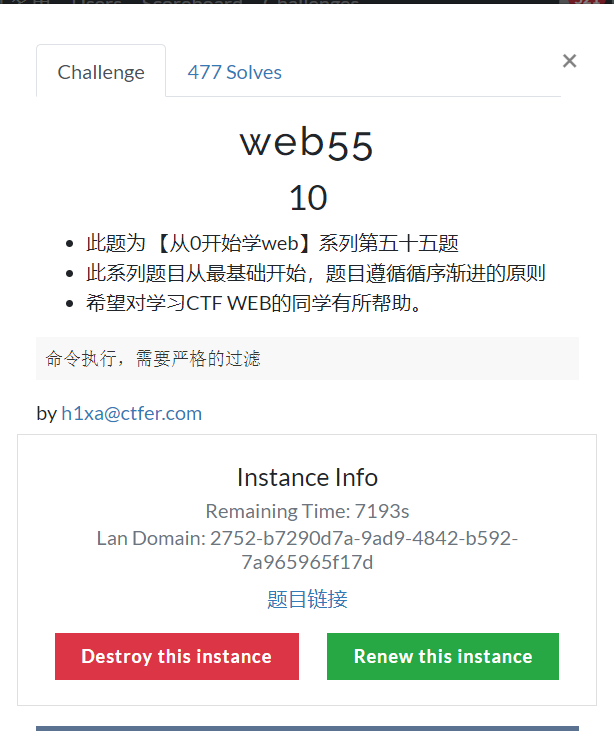 Challenge
477 Solves
×
web55
10
此题为 【从0开始学web】系列第五十五题
此系列题目从最基础开始，题目遵循循序渐进的原则
希望对学习CTF WEB的同学有所帮助。
命令执行，需要严格的过滤
by h1xa@ctfer.com
Instance Info
Remaining Time: 7193s
Lan Domain: 2752-b7290d7a-9ad9-4842-b592-
7a965965f17d
题目链接
Destroy this instance
Renew this instance